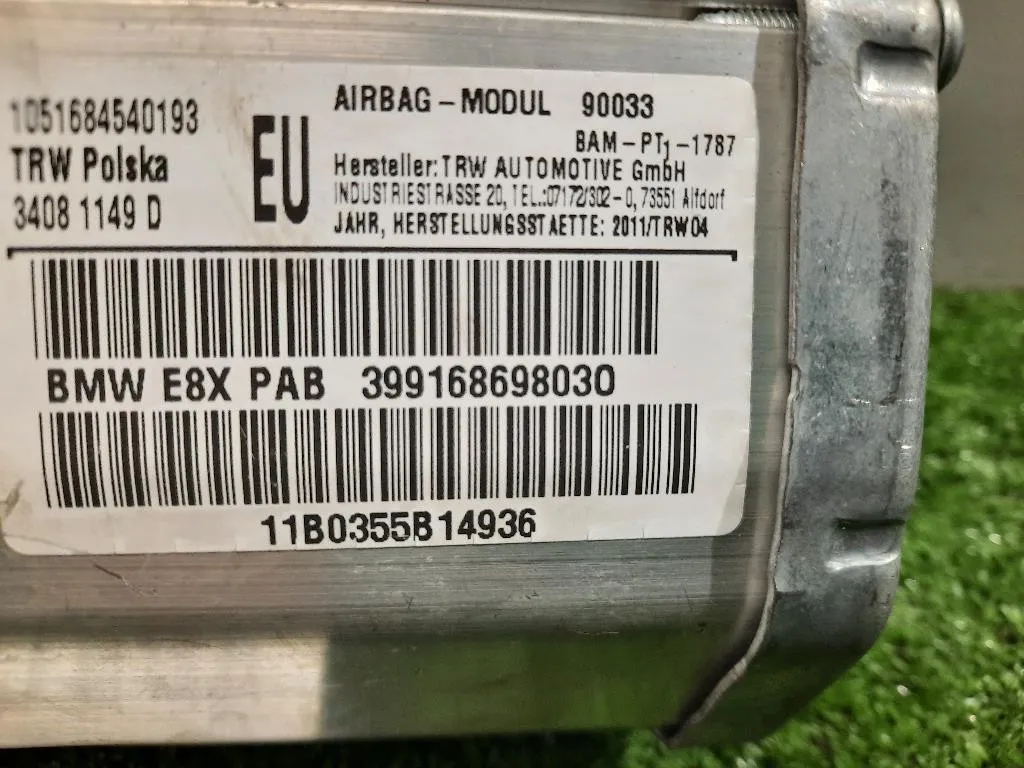 1051684540193
TRW Polska
3408 1149 D
EU
AIRBAG-MODUL 90033
BAM-PT1-1787
Hersteller: TRW AUTOMOTIVE GmbH
INDUSTRIESTRASSE 20, TEL.:07172/302-0, 73551 Alfdorf
JAHR, HERSTELLUNGSSTAETTE: 2011/TRW04
BMW E8X PAB 399168698030
11B0355B14936